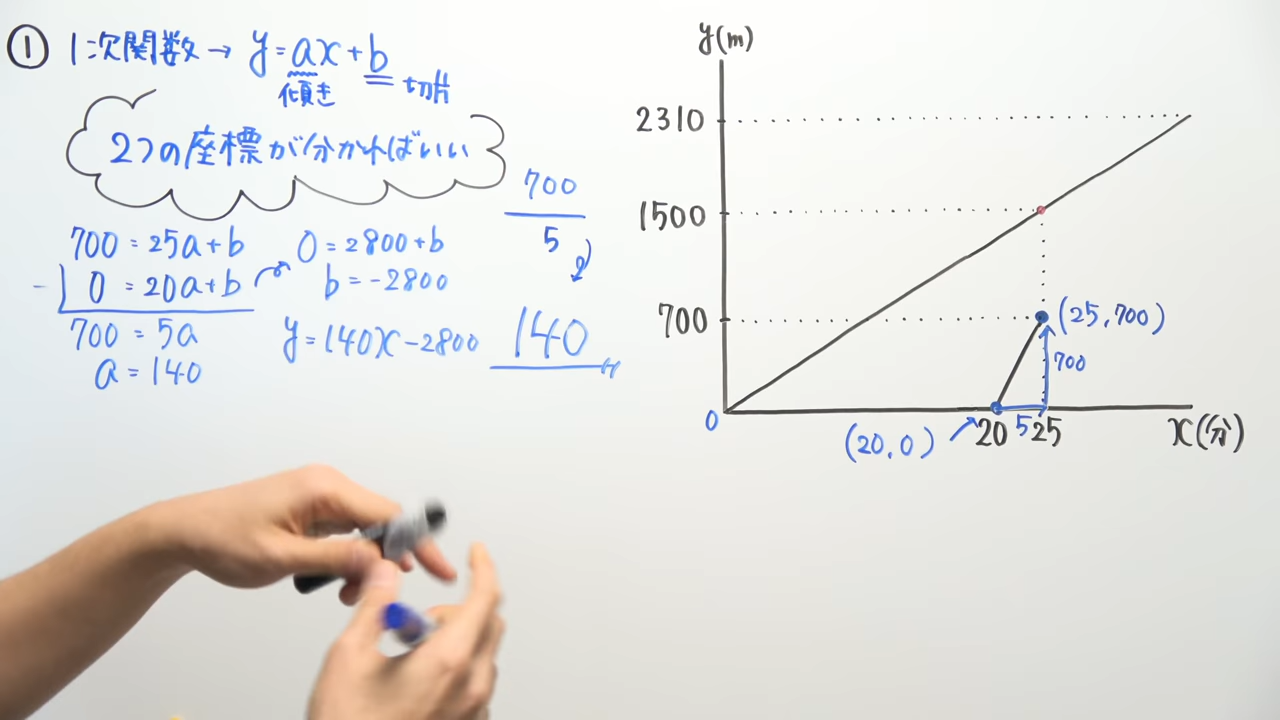 ① 1次関数→ y=ax+b
傾き 切片
2つの座標が分かればいい
700 = 25a+b
0 = 20a+b
700 = 5a
a = 140
0=2800+b
b=-2800
y=140x-2800
700
5
140
y(m)
2310
1500
700
0
(25,700)
700
(20,0)
20 5 25
x(分)